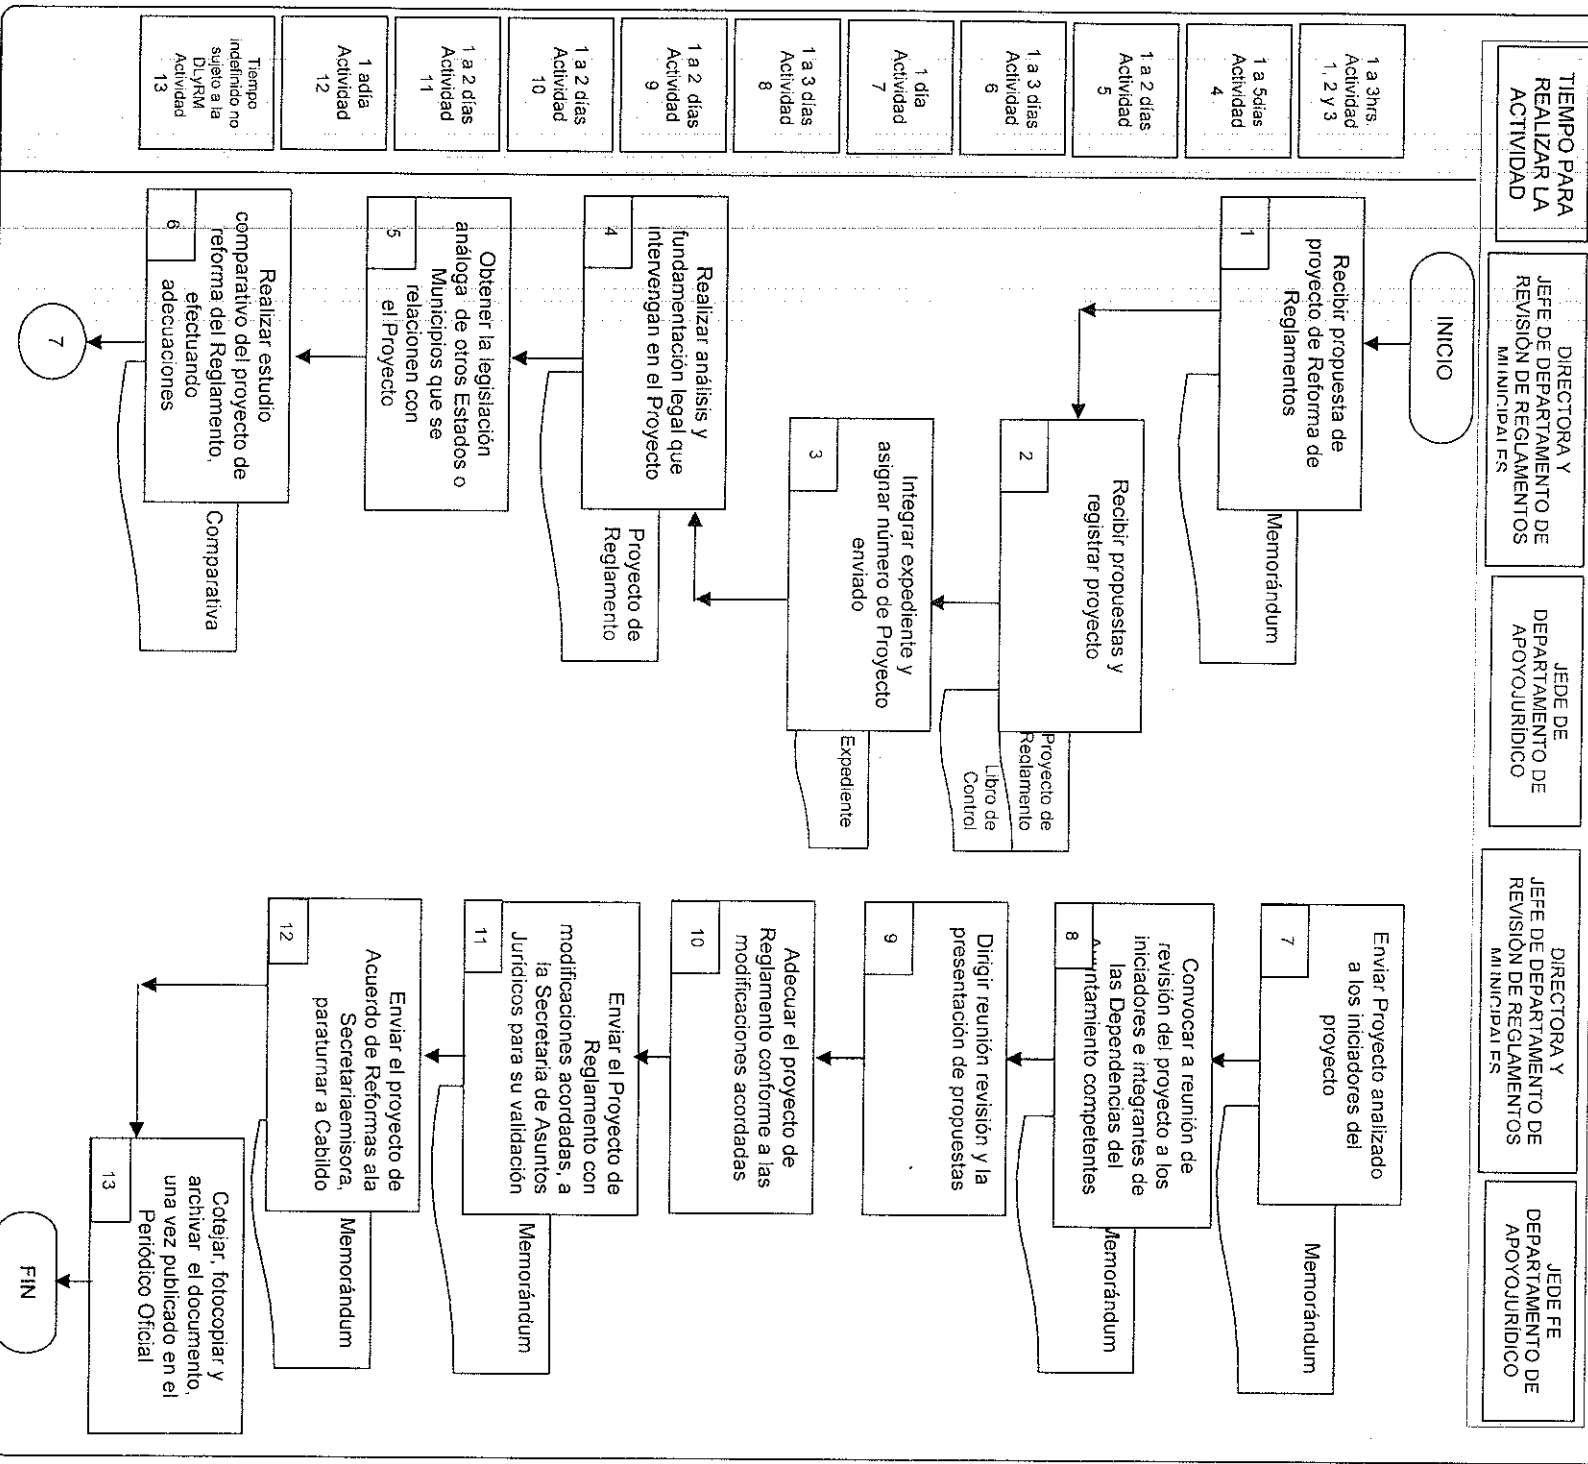 TIEMPO PARA
REALIZAR LA
ACTIVIDAD
DIRECTORA Y
JEFE DE DEPARTAMENTO DE
REVISIÓN DE REGLAMENTOS
MUNICIPALES
JEDE DE
DEPARTAMENTO DE
APOYOJURÍDICO
DIRECTORA Y
JEFE DE DEPARTAMENTO DE
REVISIÓN DE REGLAMENTOS
MUNICIPALES
JEDE FE
DEPARTAMENTO DE
APOYOJURÍDICO
1 a 3hrs.
Actividad
1, 2 y 3
1 a 5días
Actividad
4
1 a 2 días
Actividad
5
1 a 3 días
Actividad
6
1 día
Actividad
7
1 a 3 días
Actividad
8
1 a 2 días
Actividad
9
1 a 2 días
Actividad
10
1 a 2 días
Actividad
11
1 adía
Actividad
12
Tiempo
indefinido no
sujeto a la
DLyRM
Actividad
13
INICIO
Recibir propuesta de
proyecto de Reforma de
Reglamentos
1
Memorándum
Recibir propuestas y
registrar proyecto
2
Proyecto de
Reglamento
Libro de
Control
Integrar expediente y
asignar número de Proyecto
enviado
3
Expediente
Realizar análisis y
fundamentación legal que
intervengan en el Proyecto
4
Proyecto de
Reglamento
Obtener la legislación
análoga de otros Estados o
Municipios que se
relacionen con
el Proyecto
5
Realizar estudio
comparativo del proyecto de
reforma del Reglamento,
efectuando
adecuaciones
6
Comparativa
7
Enviar Proyecto analizado
a los iniciadores del
proyecto
7
Memorándum
Convocar a reunión de
revisión del proyecto a los
iniciadores e integrantes de
las Dependencias del
Ayuntamiento competentes
8
Memorándum
Dirigir reunión revisión y la
presentación de propuestas
9
Adecuar el proyecto de
Reglamento conforme a las
modificaciones acordadas
10
Enviar el Proyecto de
Reglamento con
modificaciones acordadas, a
la Secretaria de Asuntos
Jurídicos para su validación
11
Memorándum
Enviar el proyecto de
Acuerdo de Reformas ala
Secretariaemisora,
paraturnar a Cabildo
12
Memorándum
Cotejar, fotocopiar y
archivar el documento,
una vez publicado en el
Periódico Oficial
13
FIN